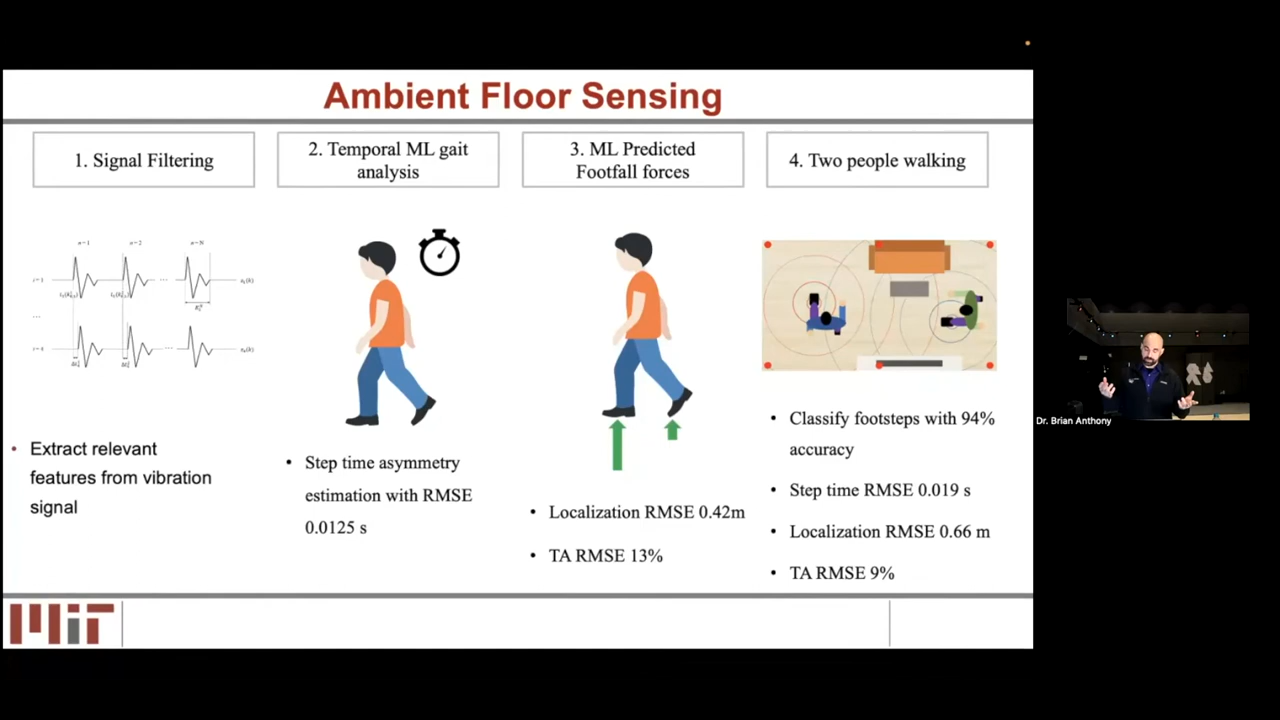 Ambient Floor Sensing
1. Signal Filtering
2. Temporal ML gait
analysis
3. ML Predicted
Footfall forces
4. Two people walking
n=1
n=2
• Extract relevant
features from vibration
signal
• Step time asymmetry
estimation with RMSE
0.0125 s
• Localization RMSE 0.42m
• TA RMSE 13%
• Classify footsteps with 94%
accuracy
• Step time RMSE 0.019 s
• Localization RMSE 0.66 m
• TA RMSE 9%
MIT
Dr. Brian Anthony